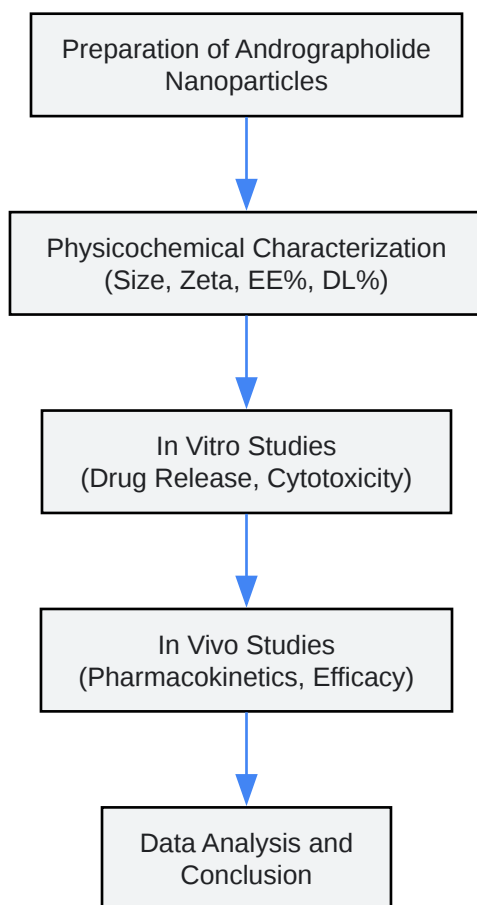 Preparation of Andrographolide
Nanoparticles
Physicochemical Characterization
(Size, Zeta, EE%, DL%)
In Vitro Studies
(Drug Release, Cytotoxicity)
In Vivo Studies
(Pharmacokinetics, Efficacy)
Data Analysis and
Conclusion